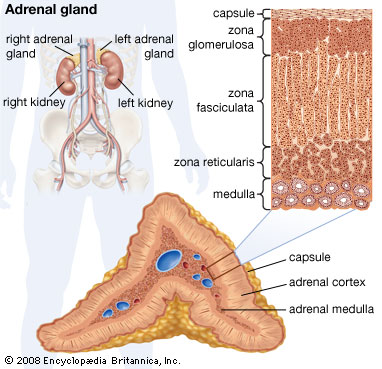 Adrenal gland
right adrenal
gland
left adrenal
gland
right kidney
left kidney
capsule
zona
glomerulosa
zona
fasciculata
zona reticularis
medulla
capsule
adrenal cortex
adrenal medulla
© 2008 Encyclopædia Britannica, Inc.